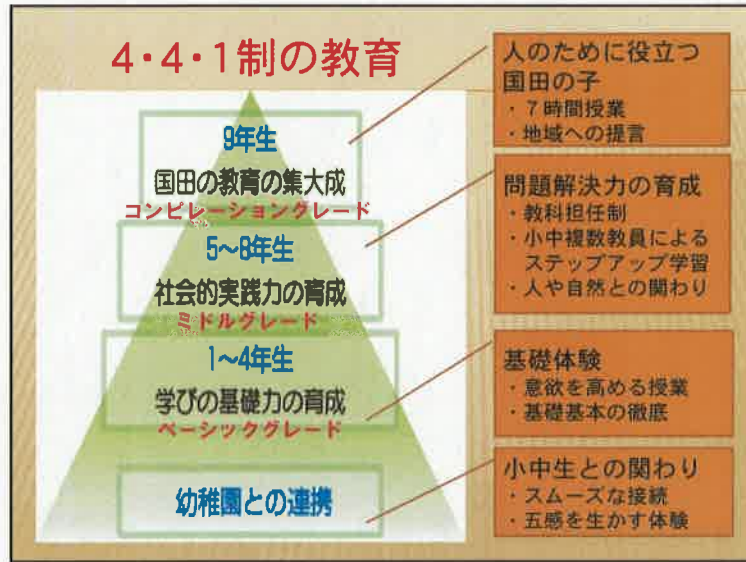 4・4・1制の教育
9年生
国田の教育の集大成
コンピレーショングレード
5~8年生
社会的実践力の育成
ミドルグレード
1~4年生
学びの基礎力の育成
ベーシックグレード
幼稚園との連携
人のために役立つ
国田の子
・7時間授業
・地域への提言
問題解決力の育成
・教科担任制
・小中複数教員による
ステップアップ学習
・人や自然との関わり
基礎体験
・意欲を高める授業
・基礎基本の徹底
小中生との関わり
・スムーズな接続
・五感を生かす体験